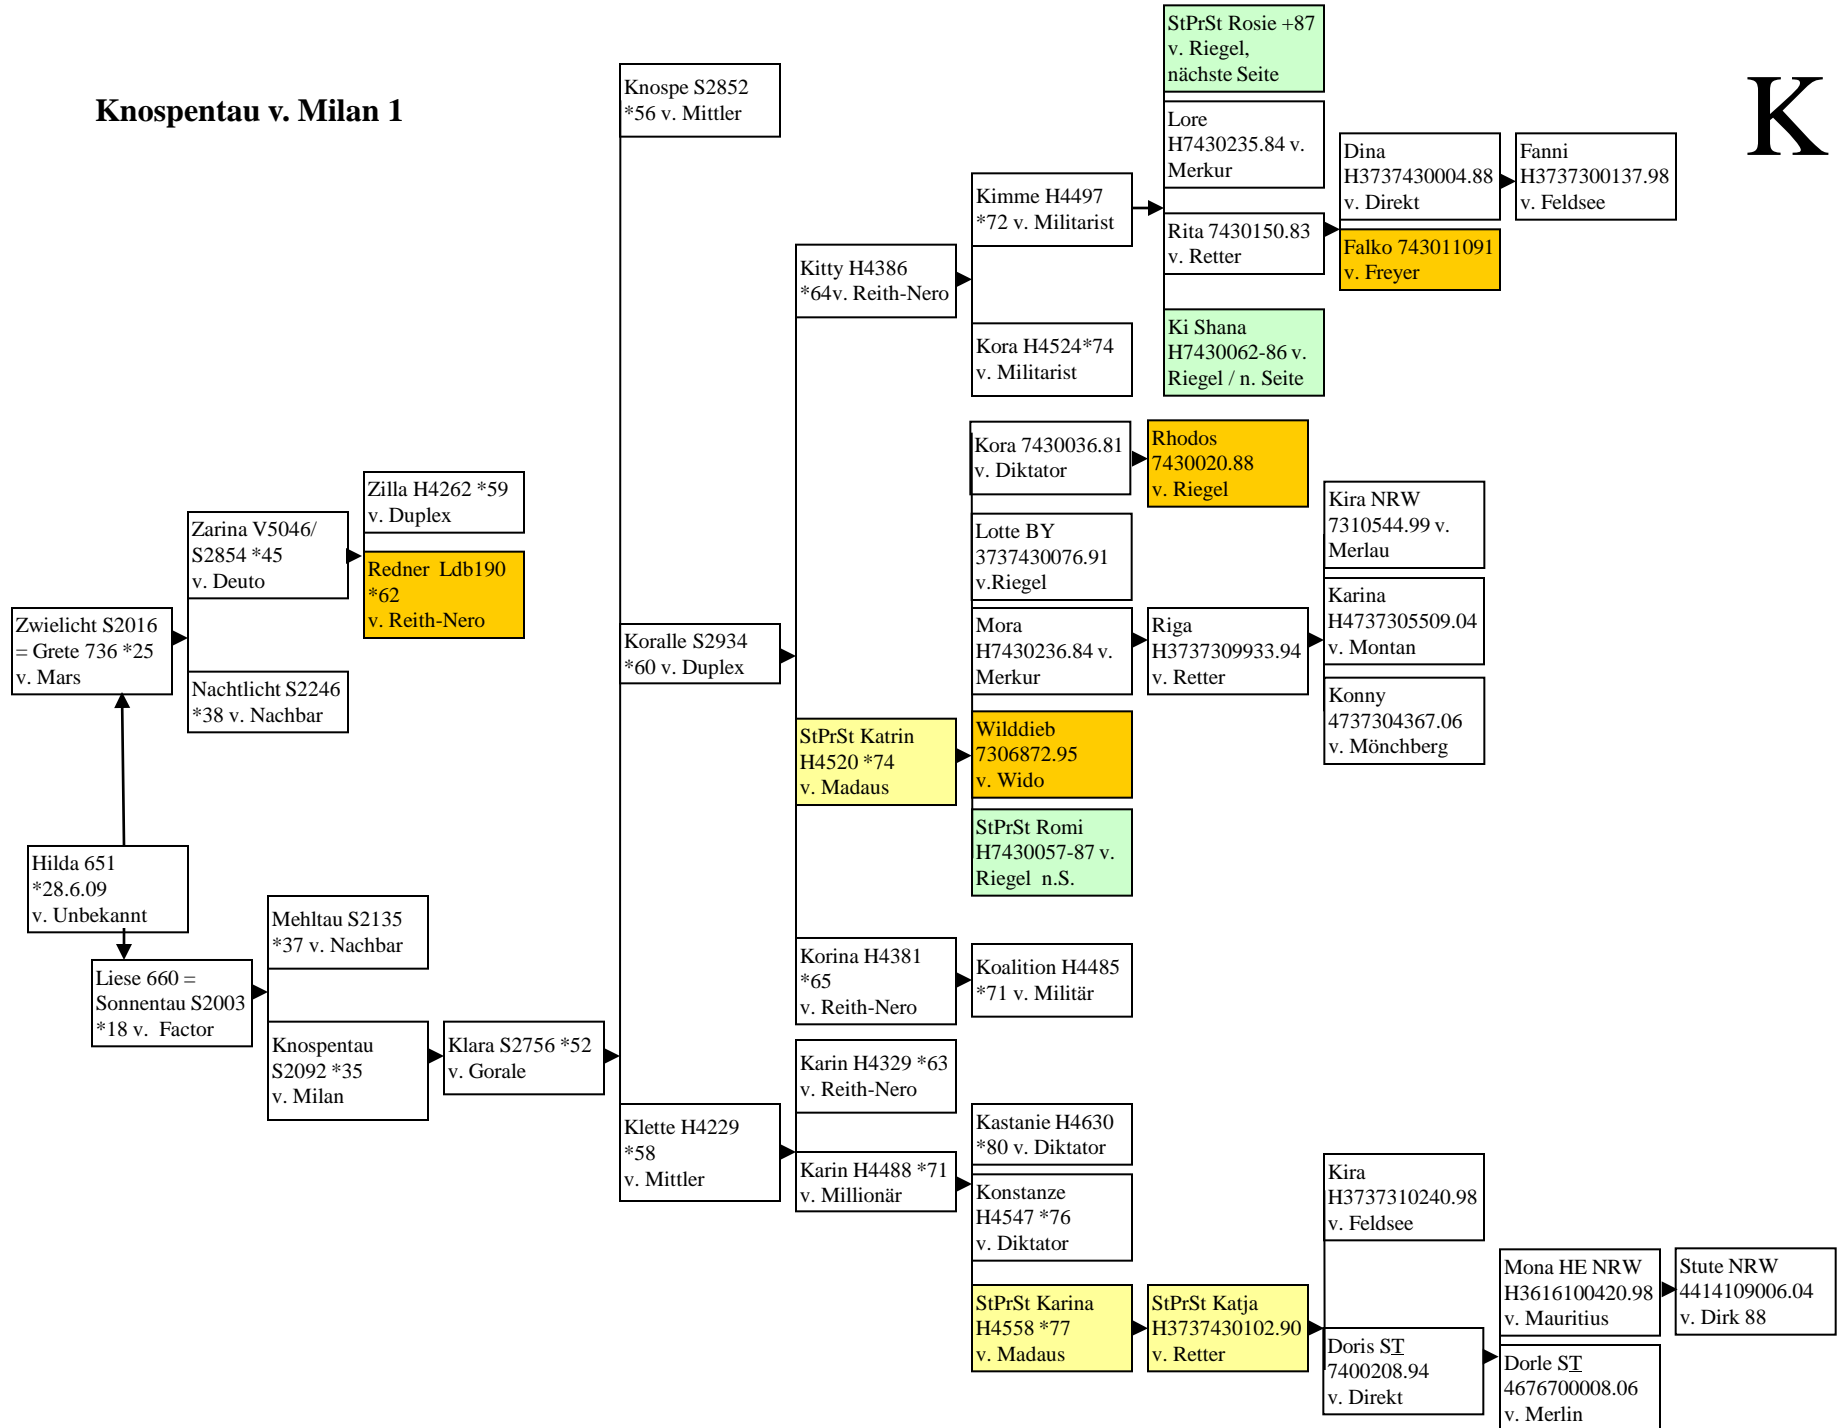 Knospentau v. Milan 1
K
Zwielicht S2016
= Grete 736 *25
v. Mars
Hilda 651
*28.6.09
v. Unbekannt
Liese 660 =
Sonnentau S2003
*18 v. Factor
Zarina V5046/
S2854 *45
v. Deuto
Nachtlicht S2246
*38 v. Nachbar
Zilla H4262 *59
v. Duplex
Redner Ldb190
*62
v. Reith-Nero
Mehltau S2135
*37 v. Nachbar
Knospentau
S2092 *35
v. Milan
Klara S2756 *52
v. Gorale
Knospe S2852
*56 v. Mittler
Koralle S2934
*60 v. Duplex
Klette H4229
*58
v. Mittler
Kitty H4386
*64v. Reith-Nero
StPrSt Katrin
H4520 *74
v. Madaus
Korina H4381
*65
v. Reith-Nero
Karin H4329 *63
v. Reith-Nero
Karin H4488 *71
v. Millionär
Kimme H4497
*72 v. Militarist
Kora H4524*74
v. Militarist
Kora 7430036.81
v. Diktator
Lotte BY
3737430076.91
v.Riegel
Mora
H7430236.84 v.
Merkur
Wilddieb
7306872.95
v. Wido
StPrSt Romi
H7430057-87 v.
Riegel n.S.
Koalition H4485
*71 v. Militär
Kastanie H4630
*80 v. Diktator
Konstanze
H4547 *76
v. Diktator
StPrSt Karina
H4558 *77
v. Madaus
StPrSt Rosie +87
v. Riegel,
nächste Seite
Lore
H7430235.84 v.
Merkur
Rita 7430150.83
v. Retter
Ki Shana
H7430062-86 v.
Riegel / n. Seite
Rhodos
7430020.88
v. Riegel
Riga
H3737309933.94
v. Retter
StPrSt Katja
H3737430102.90
v. Retter
Dina
H3737430004.88
v. Direkt
Falko 743011091
v. Freyer
Fanni
H3737300137.98
v. Feldsee
Kira NRW
7310544.99 v.
Merlau
Karina
H4737305509.04
v. Montan
Konny
4737304367.06
v. Mönchberg
Kira
H3737310240.98
v. Feldsee
Doris ST
7400208.94
v. Direkt
Mona HE NRW
H3616100420.98
v. Mauritius
Dorle ST
4676700008.06
v. Merlin
Stute NRW
4414109006.04
v. Dirk 88